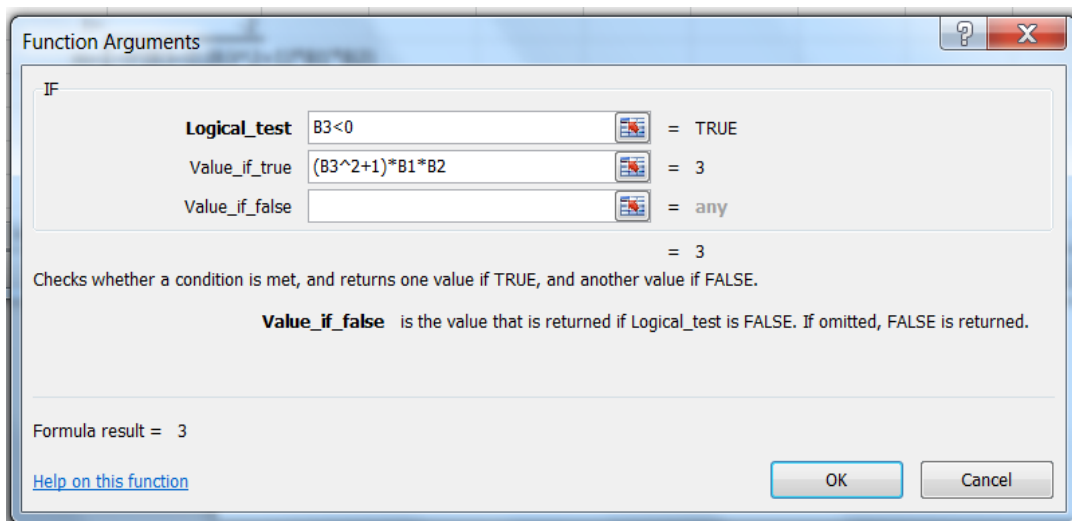 Function Arguments
IF
Logical_test B3<0 = TRUE
Value_if_true (B3^2+1)*B1*B2 = 3
Value_if_false = any
= 3
Checks whether a condition is met, and returns one value if TRUE, and another value if FALSE.
Value_if_false is the value that is returned if Logical_test is FALSE. If omitted, FALSE is returned.
Formula result = 3
Help on this function OK Cancel